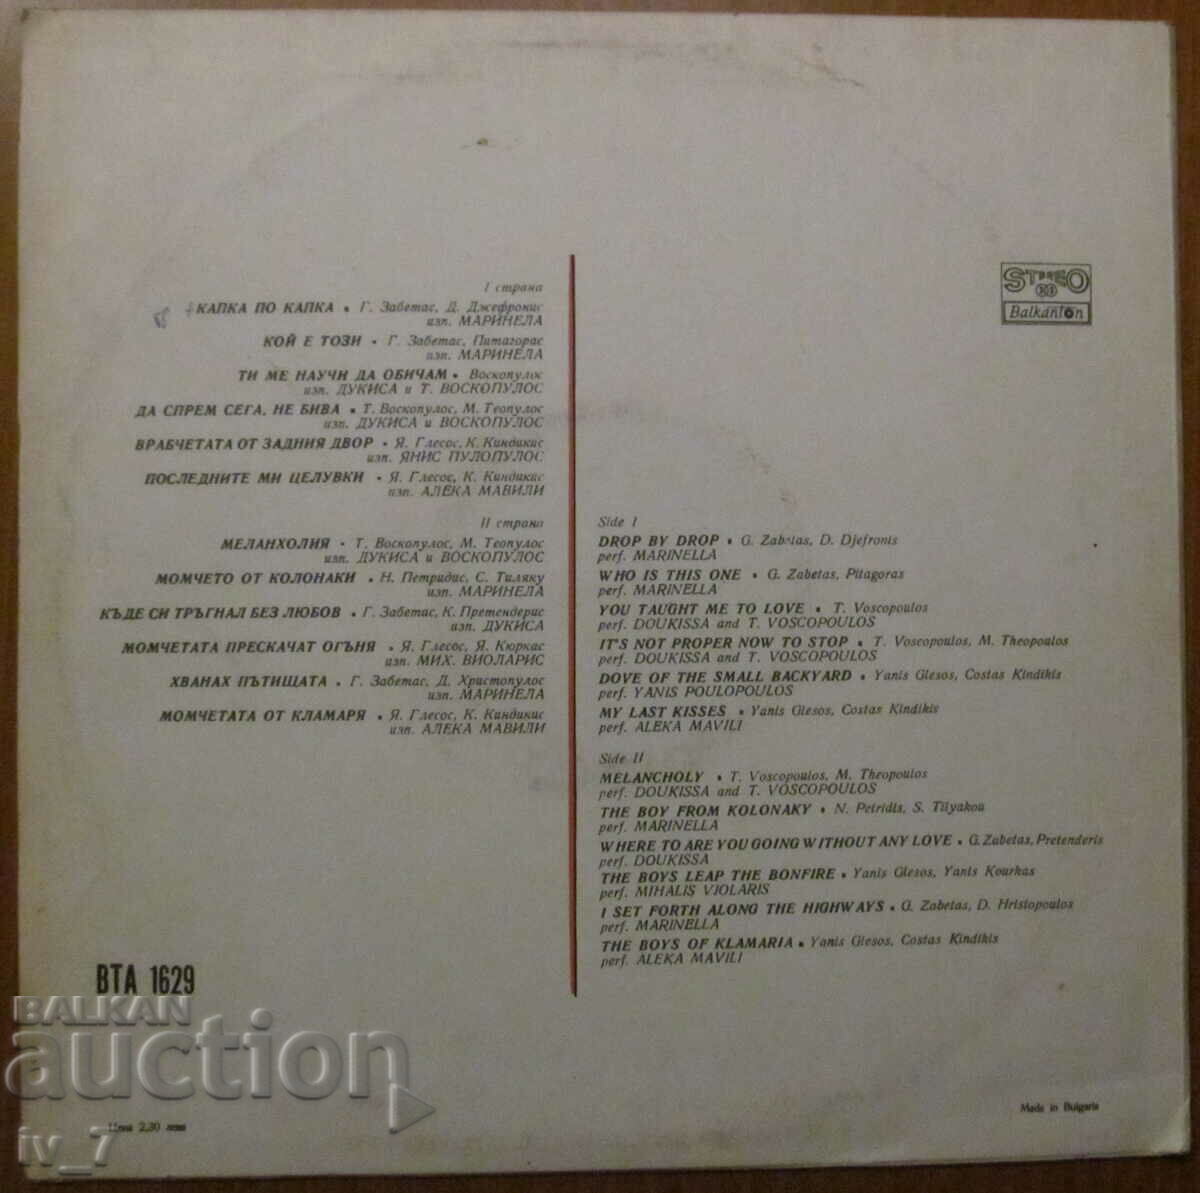 I страна
КАПКА ПО КАПКА • Г. Забетас, Д. Джефронис
изп. МАРИНЕЛА
КОЙ Е ТОЗИ • Г. Забетас, Питагорас
изп. МАРИНЕЛА
ТИ МЕ НАУЧИ ДА ОБИЧАМ • Воскопулос
изп. ДУКИСА и Т. ВОСКОПУЛОС
ДА СПРЕМ СЕГА, НЕ БИВА • Т. Воскопулос, М. Теопулос
изп. ДУКИСА и ВОСКОПУЛОС
ВРАБЧЕТАТА ОТ ЗАДНИЯ ДВОР • Я. Глесос, К. Киндикис
изп. ЯНИС ПУЛОПУЛОС
ПОСЛЕДНИТЕ МИ ЦЕЛУВКИ • Я. Глесос, К. Киндикис
изп. АЛЕКА МАВИЛИ
II страна
МЕЛАНХОЛИЯ • Т. Воскопулос, М. Теопулос
изп. ДУКИСА и ВОСКОПУЛОС
МОМЧЕТО ОТ КОЛОНАКИ • Н. Петридис, С. Тиляку
изп. МАРИНЕЛА
КЪДЕ СИ ТРЪГНАЛ БЕЗ ЛЮБОВ • Г. Забетас, К. Претендерис
изп. ДУКИСА
МОМЧЕТАТА ПРЕСКАЧАТ ОГЪНЯ • Я. Глесос, Я. Кюркас
изп. МИХ. ВИОЛАРИС
ХВАНАХ ПЪТИЩАТА • Г. Забетас, Д. Христопулос
изп. МАРИНЕЛА
МОМЧЕТАТА ОТ КЛАМАРЯ • Я. Глесос, К. Киндикис
изп. АЛЕКА МАВИЛИ
STEREO
Balkanton
Side I
DROP BY DROP • G. Zabetas, D. Djefronis
perf. MARINELLA
WHO IS THIS ONE • G. Zabetas, Pitagoras
perf. MARINELLA
YOU TAUGHT ME TO LOVE • T. Voscopoulos
perf. DOUKISSA and T. VOSCOPOULOS
IT'S NOT PROPER NOW TO STOP • T. Voscopoulos, M. Theopoulos
perf. DOUKISSA and T. VOSCOPOULOS
DOVE OF THE SMALL BACKYARD • Yanis Glesos, Costas Kindikis
perf. YANIS POULOPOULOS
MY LAST KISSES • Yanis Glesos, Costas Kindikis
perf. ALEKA MAVILI
Side II
MELANCHOLY • T. Voscopoulos, M. Theopoulos
perf. DOUKISSA and T. VOSCOPOULOS
THE BOY FROM KOLONAKY • N. Petridis, S. Tilyakou
perf. MARINELLA
WHERE TO ARE YOU GOING WITHOUT ANY LOVE • G. Zabetas, Pretenderis
perf. DOUKISSA
THE BOYS LEAP THE BONFIRE • Yanis Glesos, Yanis Kourkas
perf. MIHALIS VJOLARIS
I SET FORTH ALONG THE HIGHWAYS • G. Zabetas, D. Hristopoulos
perf. MARINELLA
THE BOYS OF KLAMARIA • Yanis Glesos, Costas Kindikis
perf. ALEKA MAVILI
ВТА 1629
BALKAN
auction
Цена 2,30 лева
iv_7
Made in Bulgaria